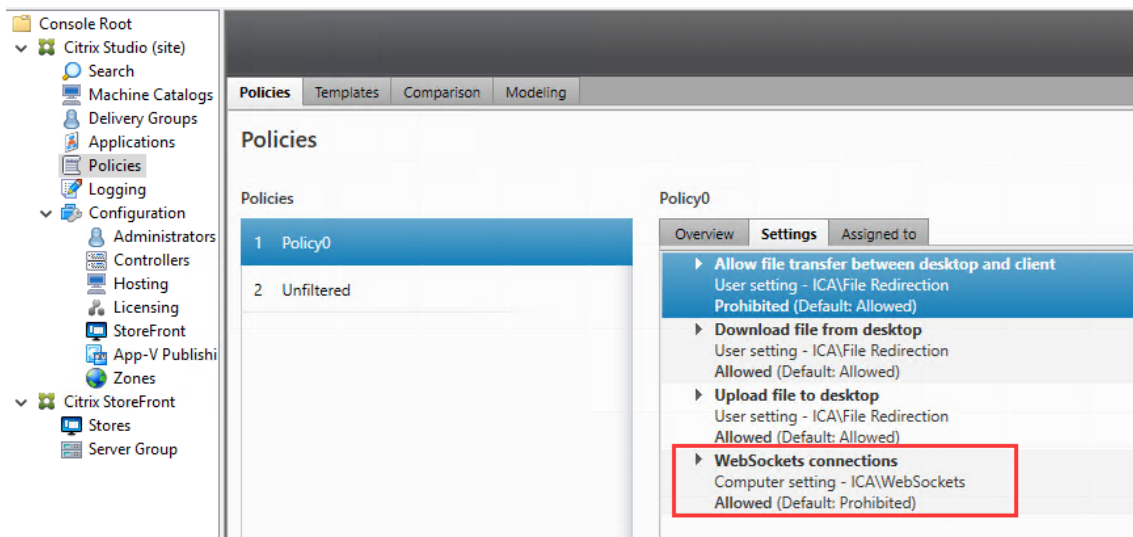 Console Root
Citrix Studio (site)
Search
Machine Catalogs
Delivery Groups
Applications
Policies
Logging
Configuration
Administrators
Controllers
Hosting
Licensing
StoreFront
App-V Publishi
Zones
Citrix StoreFront
Stores
Server Group
Policies Templates Comparison Modeling
Policies
Policies
1 Policy0
2 Unfiltered
Policy0
Overview Settings Assigned to
Allow file transfer between desktop and client
User setting - ICA\File Redirection
Prohibited (Default: Allowed)
Download file from desktop
User setting - ICA\File Redirection
Allowed (Default: Allowed)
Upload file to desktop
User setting - ICA\File Redirection
Allowed (Default: Allowed)
WebSockets connections
Computer setting - ICA\WebSockets
Allowed (Default: Prohibited)